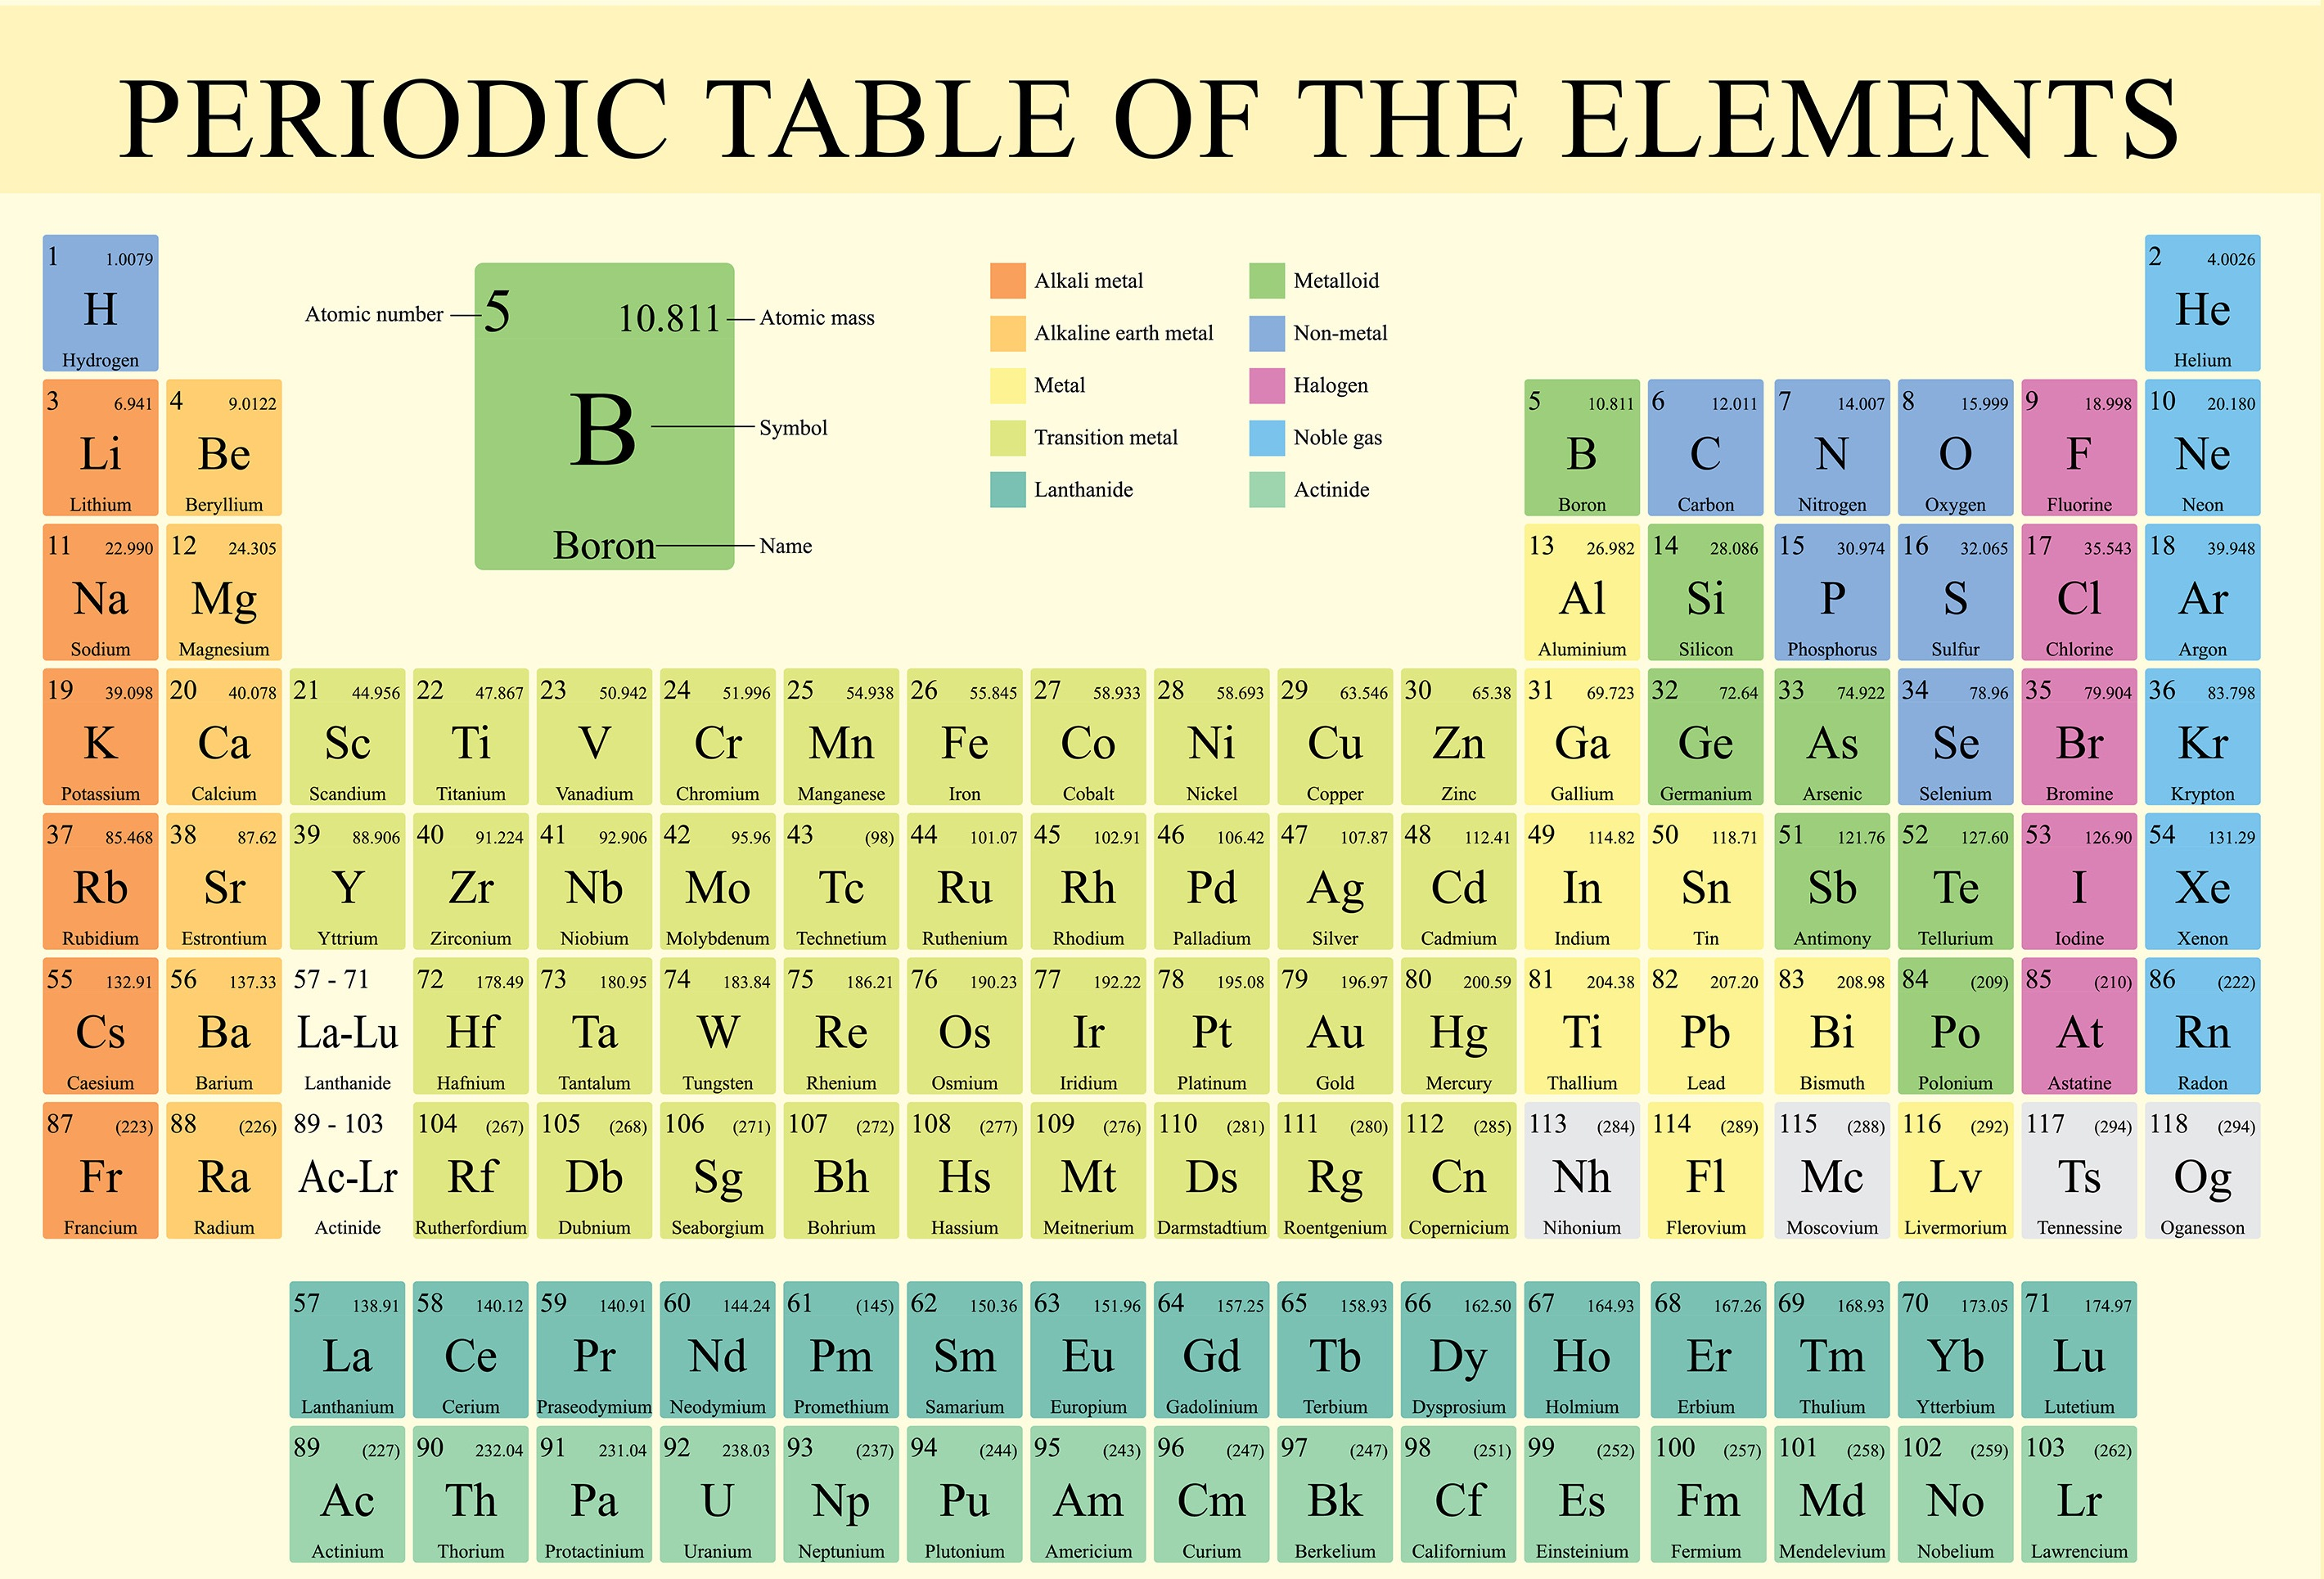 PERIODIC TABLE OF THE ELEMENTS
1 1.0079
H
Hydrogen
Atomic number
5 10.811
Atomic mass
B
Symbol
Boron
Name
Alkali metal
Alkaline earth metal
Metal
Transition metal
Lanthanide
Metalloid
Non-metal
Halogen
Noble gas
Actinide
2 4.0026
He
Helium
3 6.941
Li
Lithium
4 9.0122
Be
Beryllium
5 10.811
B
Boron
6 12.011
C
Carbon
7 14.007
N
Nitrogen
8 15.999
O
Oxygen
9 18.998
F
Fluorine
10 20.180
Ne
Neon
11 22.990
Na
Sodium
12 24.305
Mg
Magnesium
13 26.982
Al
Aluminium
14 28.086
Si
Silicon
15 30.974
P
Phosphorus
16 32.065
S
Sulfur
17 35.543
Cl
Chlorine
18 39.948
Ar
Argon
19 39.098
K
Potassium
20 40.078
Ca
Calcium
21 44.956
Sc
Scandium
22 47.867
Ti
Titanium
23 50.942
V
Vanadium
24 51.996
Cr
Chromium
25 54.938
Mn
Manganese
26 55.845
Fe
Iron
27 58.933
Co
Cobalt
28 58.693
Ni
Nickel
29 63.546
Cu
Copper
30 65.38
Zn
Zinc
31 69.723
Ga
Gallium
32 72.64
Ge
Germanium
33 74.922
As
Arsenic
34 78.96
Se
Selenium
35 79.904
Br
Bromine
36 83.798
Kr
Krypton
37 85.468
Rb
Rubidium
38 87.62
Sr
Estrontium
39 88.906
Y
Yttrium
40 91.224
Zr
Zirconium
41 92.906
Nb
Niobium
42 95.96
Mo
Molybdenum
43 (98)
Tc
Technetium
44 101.07
Ru
Ruthenium
45 102.91
Rh
Rhodium
46 106.42
Pd
Palladium
47 107.87
Ag
Silver
48 112.41
Cd
Cadmium
49 114.82
In
Indium
50 118.71
Sn
Tin
51 121.76
Sb
Antimony
52 127.60
Te
Tellurium
53 126.90
I
Iodine
54 131.29
Xe
Xenon
55 132.91
Cs
Caesium
56 137.33
Ba
Barium
57 - 71
La-Lu
Lanthanide
72 178.49
Hf
Hafnium
73 180.95
Ta
Tantalum
74 183.84
W
Tungsten
75 186.21
Re
Rhenium
76 190.23
Os
Osmium
77 192.22
Ir
Iridium
78 195.08
Pt
Platinum
79 196.97
Au
Gold
80 200.59
Hg
Mercury
81 204.38
Ti
Thallium
82 207.20
Pb
Lead
83 208.98
Bi
Bismuth
84 (209)
Po
Polonium
85 (210)
At
Astatine
86 (222)
Rn
Radon
87 (223)
Fr
Francium
88 (226)
Ra
Radium
89 - 103
Ac-Lr
Actinide
104 (267)
Rf
Rutherfordium
105 (268)
Db
Dubnium
106 (271)
Sg
Seaborgium
107 (272)
Bh
Bohrium
108 (277)
Hs
Hassium
109 (276)
Mt
Meitnerium
110 (281)
Ds
Darmstadtium
111 (280)
Rg
Roentgenium
112 (285)
Cn
Copernicium
113 (284)
Nh
Nihonium
114 (289)
Fl
Flerovium
115 (288)
Mc
Moscovium
116 (292)
Lv
Livermorium
117 (294)
Ts
Tennessine
118 (294)
Og
Oganesson
57 138.91
La
Lanthanium
58 140.12
Ce
Cerium
59 140.91
Pr
Praseodymium
60 144.24
Nd
Neodymium
61 (145)
Pm
Promethium
62 150.36
Sm
Samarium
63 151.96
Eu
Europium
64 157.25
Gd
Gadolinium
65 158.93
Tb
Terbium
66 162.50
Dy
Dysprosium
67 164.93
Ho
Holmium
68 167.26
Er
Erbium
69 168.93
Tm
Thulium
70 173.05
Yb
Ytterbium
71 174.97
Lu
Lutetium
89 (227)
Ac
Actinium
90 232.04
Th
Thorium
91 231.04
Pa
Protactinium
92 238.03
U
Uranium
93 (237)
Np
Neptunium
94 (244)
Pu
Plutonium
95 (243)
Am
Americium
96 (247)
Cm
Curium
97 (247)
Bk
Berkelium
98 (251)
Cf
Californium
99 (252)
Es
Einsteinium
100 (257)
Fm
Fermium
101 (258)
Md
Mendelevium
102 (259)
No
Nobelium
103 (262)
Lr
Lawrencium